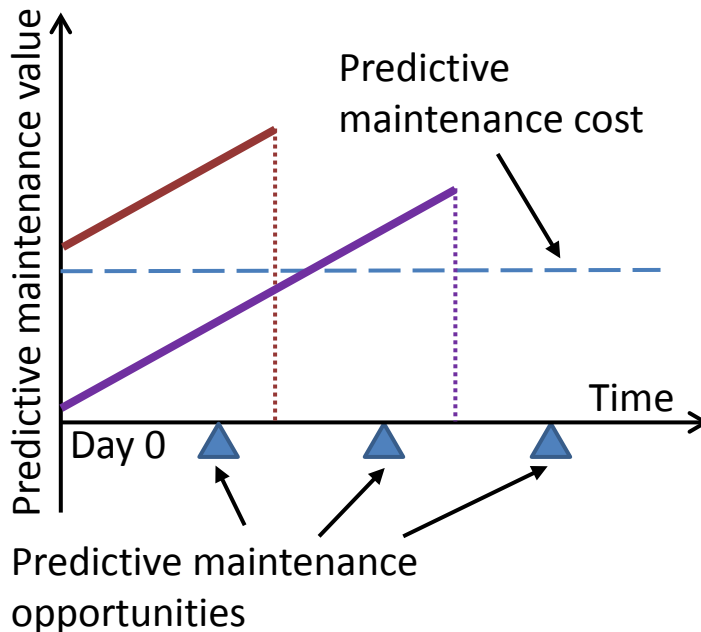 Predictive maintenance value
Predictive
maintenance cost
Time
Day 0
Predictive maintenance
opportunities